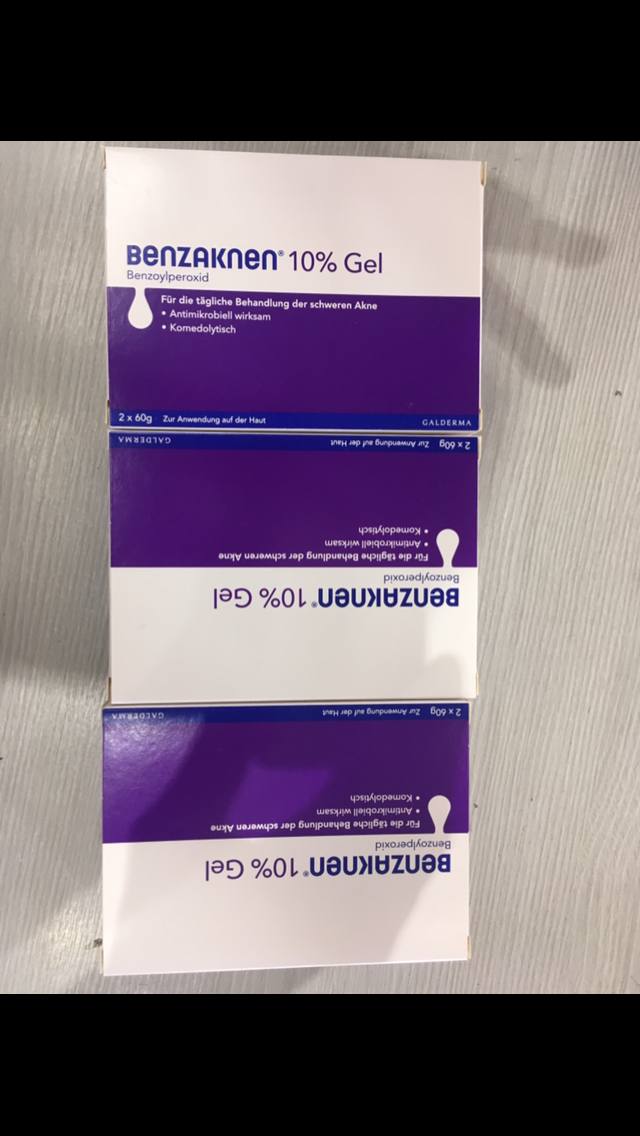 BENZAKNEN® 10% Gel
Benzoylperoxid
Für die tägliche Behandlung der schweren Akne
• Antimikrobiell wirksam
• Komedolytisch
2 x 60g Zur Anwendung auf der Haut GALDERMA
2 x 60g Zur Anwendung auf der Haut GALDERMA
Für die tägliche Behandlung der schweren Akne
• Antimikrobiell wirksam
• Komedolytisch
BENZAKNEN® 10% Gel
Benzoylperoxid
2 x 60g Zur Anwendung auf der Haut GALDERMA
Für die tägliche Behandlung der schweren Akne
• Antimikrobiell wirksam
• Komedolytisch
BENZAKNEN® 10% Gel
Benzoylperoxid